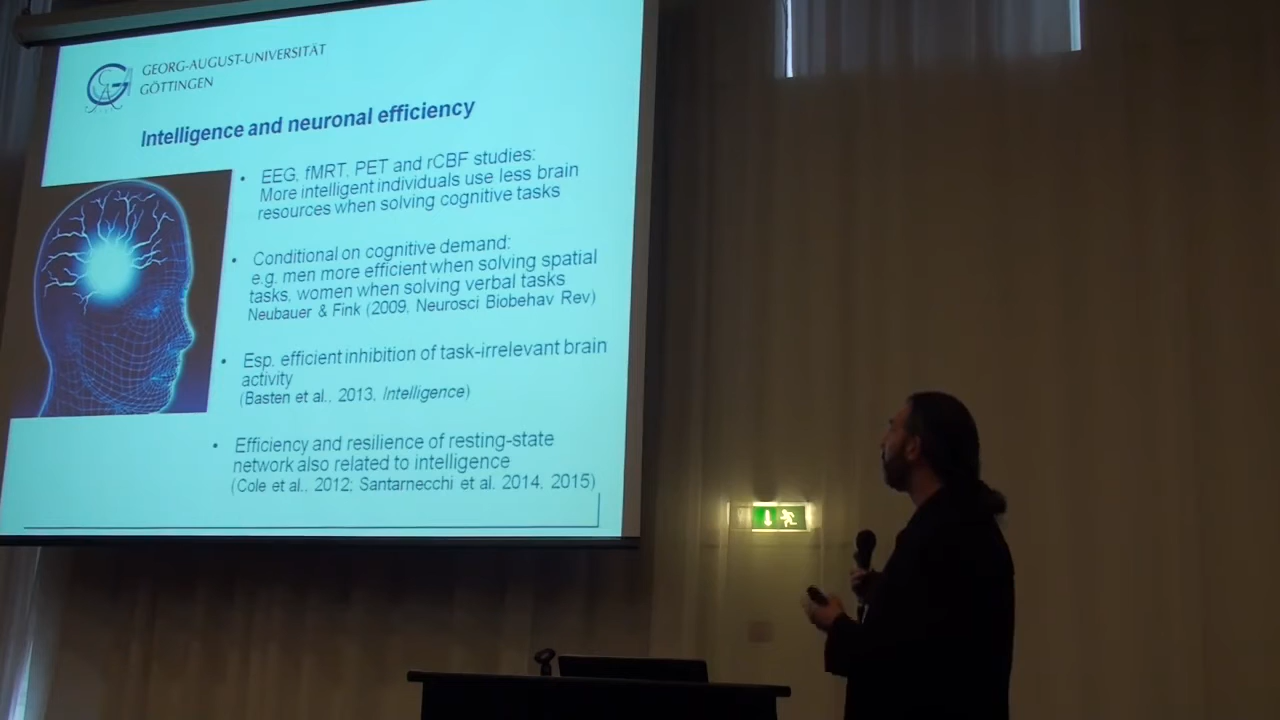 GEORG-AUGUST-UNIVERSITÄT
GÖTTINGEN
Intelligence and neuronal efficiency
• EEG, fMRT, PET and rCBF studies:
More intelligent individuals use less brain
resources when solving cognitive tasks
• Conditional on cognitive demand:
e.g. men more efficient when solving spatial
tasks, women when solving verbal tasks
Neubauer & Fink (2009, Neurosci Biobehav Rev)
• Esp. efficient inhibition of task-irrelevant brain
activity
(Basten et al., 2013, Intelligence)
• Efficiency and resilience of resting-state
network also related to intelligence
(Cole et al., 2012; Santarnecchi et al. 2014, 2015)